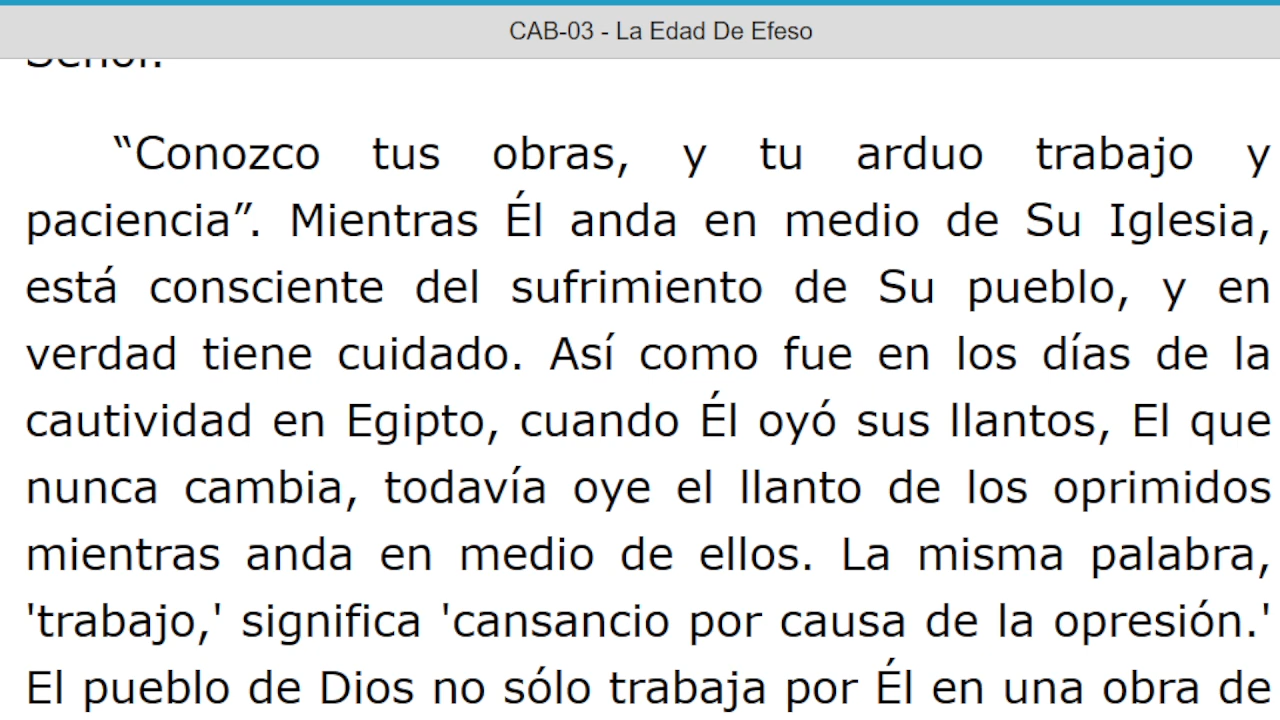 CAB-03 - La Edad De Efeso
Señor.
“Conozco tus obras, y tu arduo trabajo y
paciencia”. Mientras Él anda en medio de Su Iglesia,
está consciente del sufrimiento de Su pueblo, y en
verdad tiene cuidado. Así como fue en los días de la
cautividad en Egipto, cuando Él oyó sus llantos, El que
nunca cambia, todavía oye el llanto de los oprimidos
mientras anda en medio de ellos. La misma palabra,
'trabajo,' significa 'cansancio por causa de la opresión.'
El pueblo de Dios no sólo trabaja por Él en una obra de